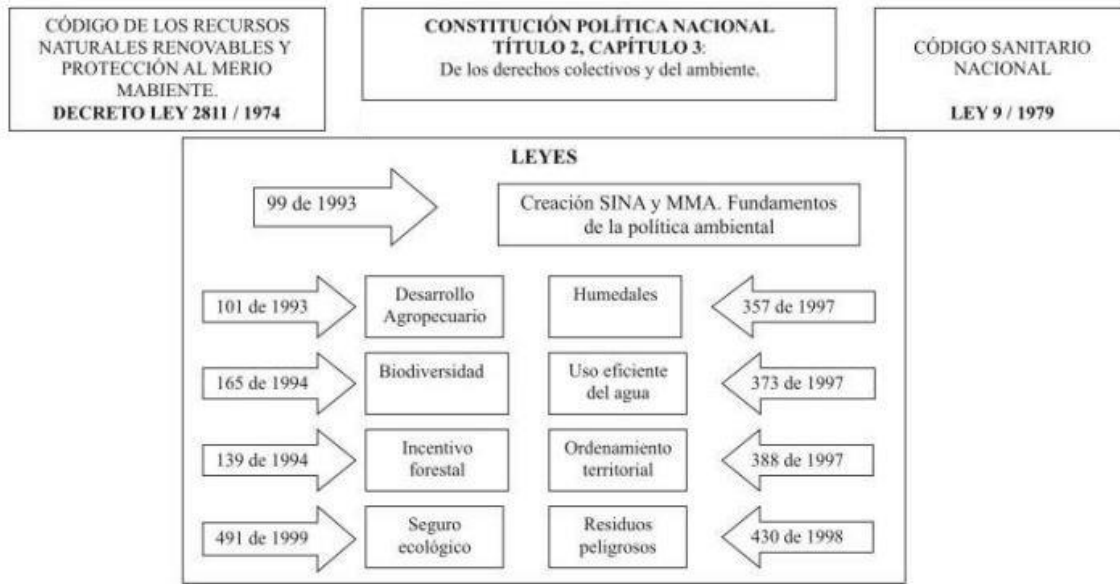 CÓDIGO DE LOS RECURSOS
NATURALES RENOVABLES Y
PROTECCIÓN AL MERIO
MABIENTE.
DECRETO LEY 2811 / 1974
CONSTITUCIÓN POLÍTICA NACIONAL
TÍTULO 2, CAPÍTULO 3:
De los derechos colectivos y del ambiente.
CÓDIGO SANITARIO
NACIONAL
LEY 9 / 1979
LEYES
99 de 1993
Creación SINA y MMA. Fundamentos
de la política ambiental
101 de 1993
Desarrollo
Agropecuario
Humedales
357 de 1997
165 de 1994
Biodiversidad
Uso eficiente
del agua
373 de 1997
139 de 1994
Incentivo
forestal
Ordenamiento
territorial
388 de 1997
491 de 1999
Seguro
ecológico
Residuos
peligrosos
430 de 1998